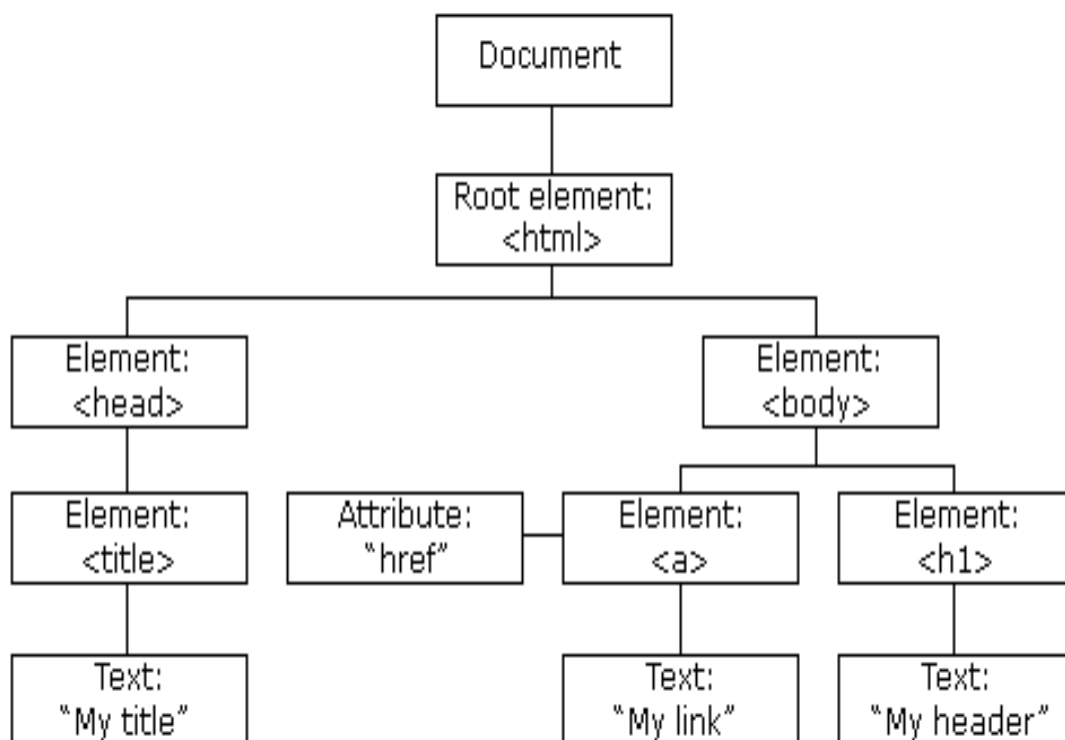 Document
Root element:
<html>
Element:
<head>
Element:
<body>
Element:
<title>
Attribute:
“href”
Element:
<a>
Element:
<h1>
Text:
“My title”
Text:
“My link”
Text:
“My header”